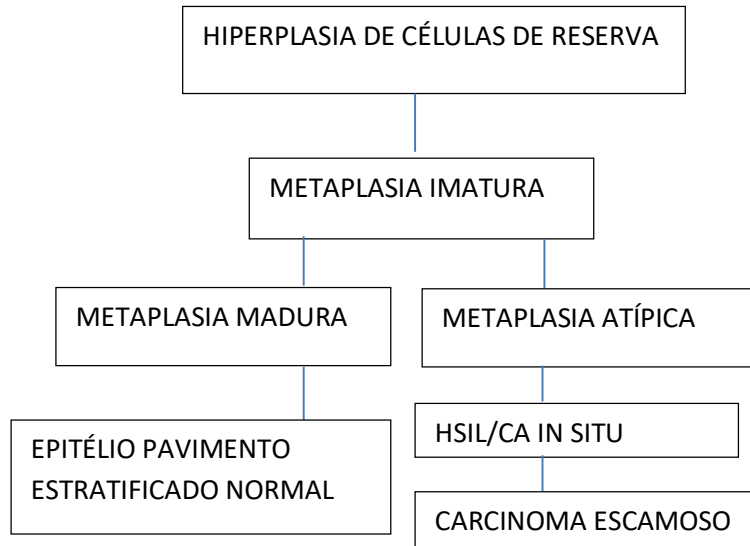 HIPERPLASIA DE CÉLULAS DE RESERVA
METAPLASIA IMATURA
METAPLASIA MADURA
METAPLASIA ATÍPICA
EPITÉLIO PAVIMENTO
ESTRATIFICADO NORMAL
HSIL/CA IN SITU
CARCINOMA ESCAMOSO